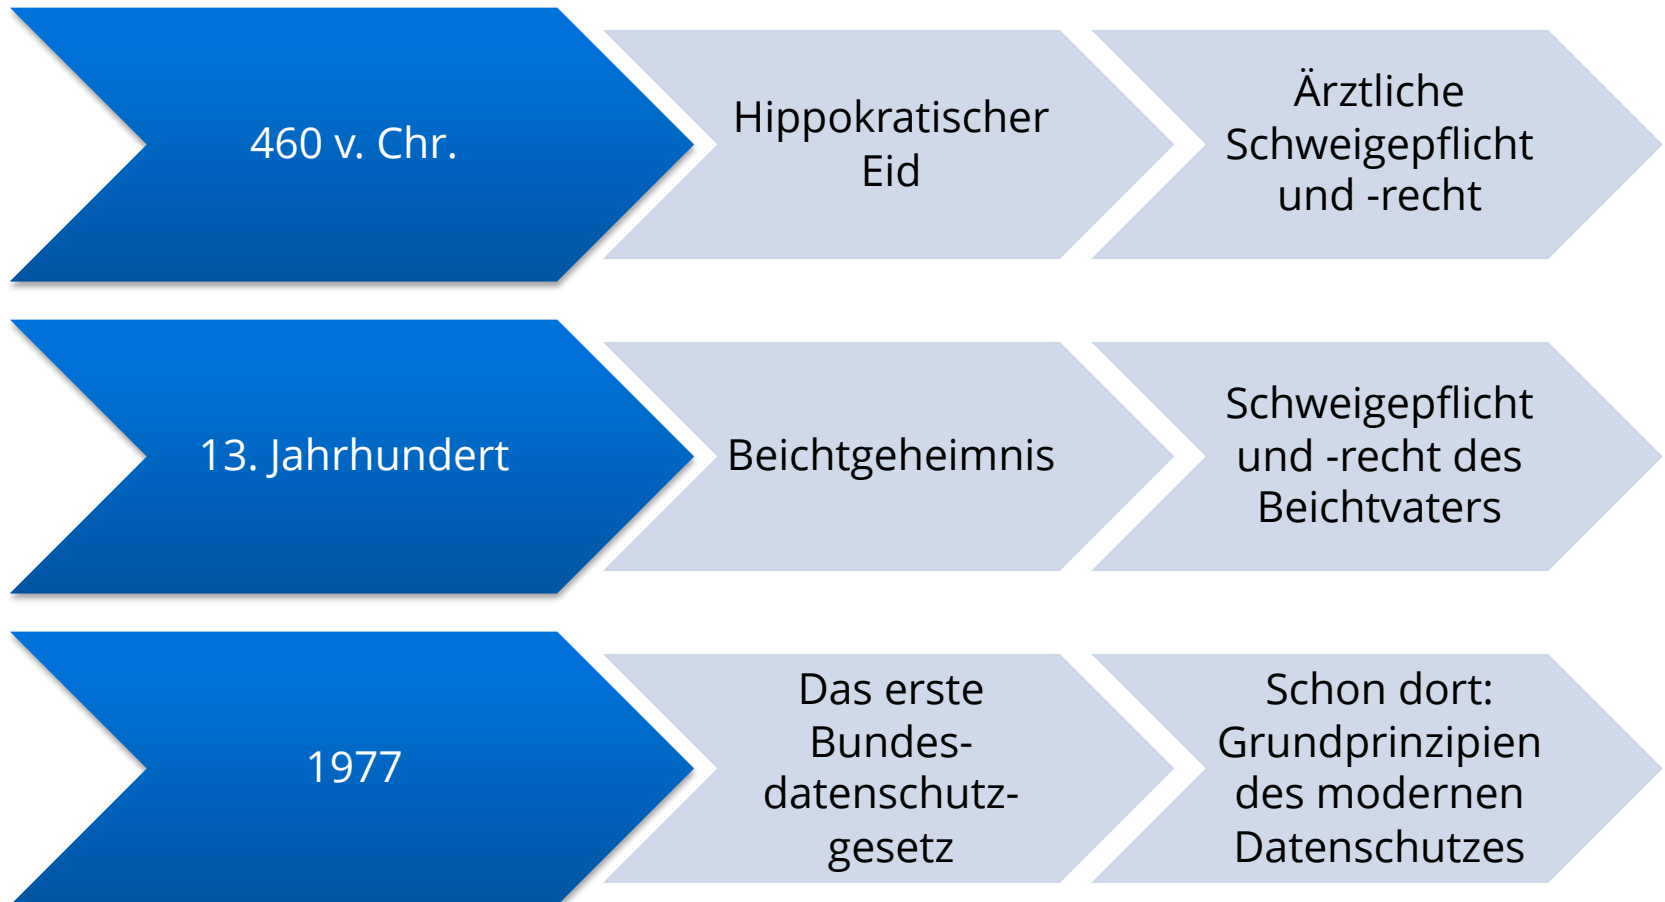 460 v. Chr.
Hippokratischer
Eid
Ärztliche
Schweigepflicht
und -recht
13. Jahrhundert
Beichtgeheimnis
Schweigepflicht
und -recht des
Beichtvaters
1977
Das erste
Bundes-
datenschutz-
gesetz
Schon dort:
Grundprinzipien
des modernen
Datenschutzes